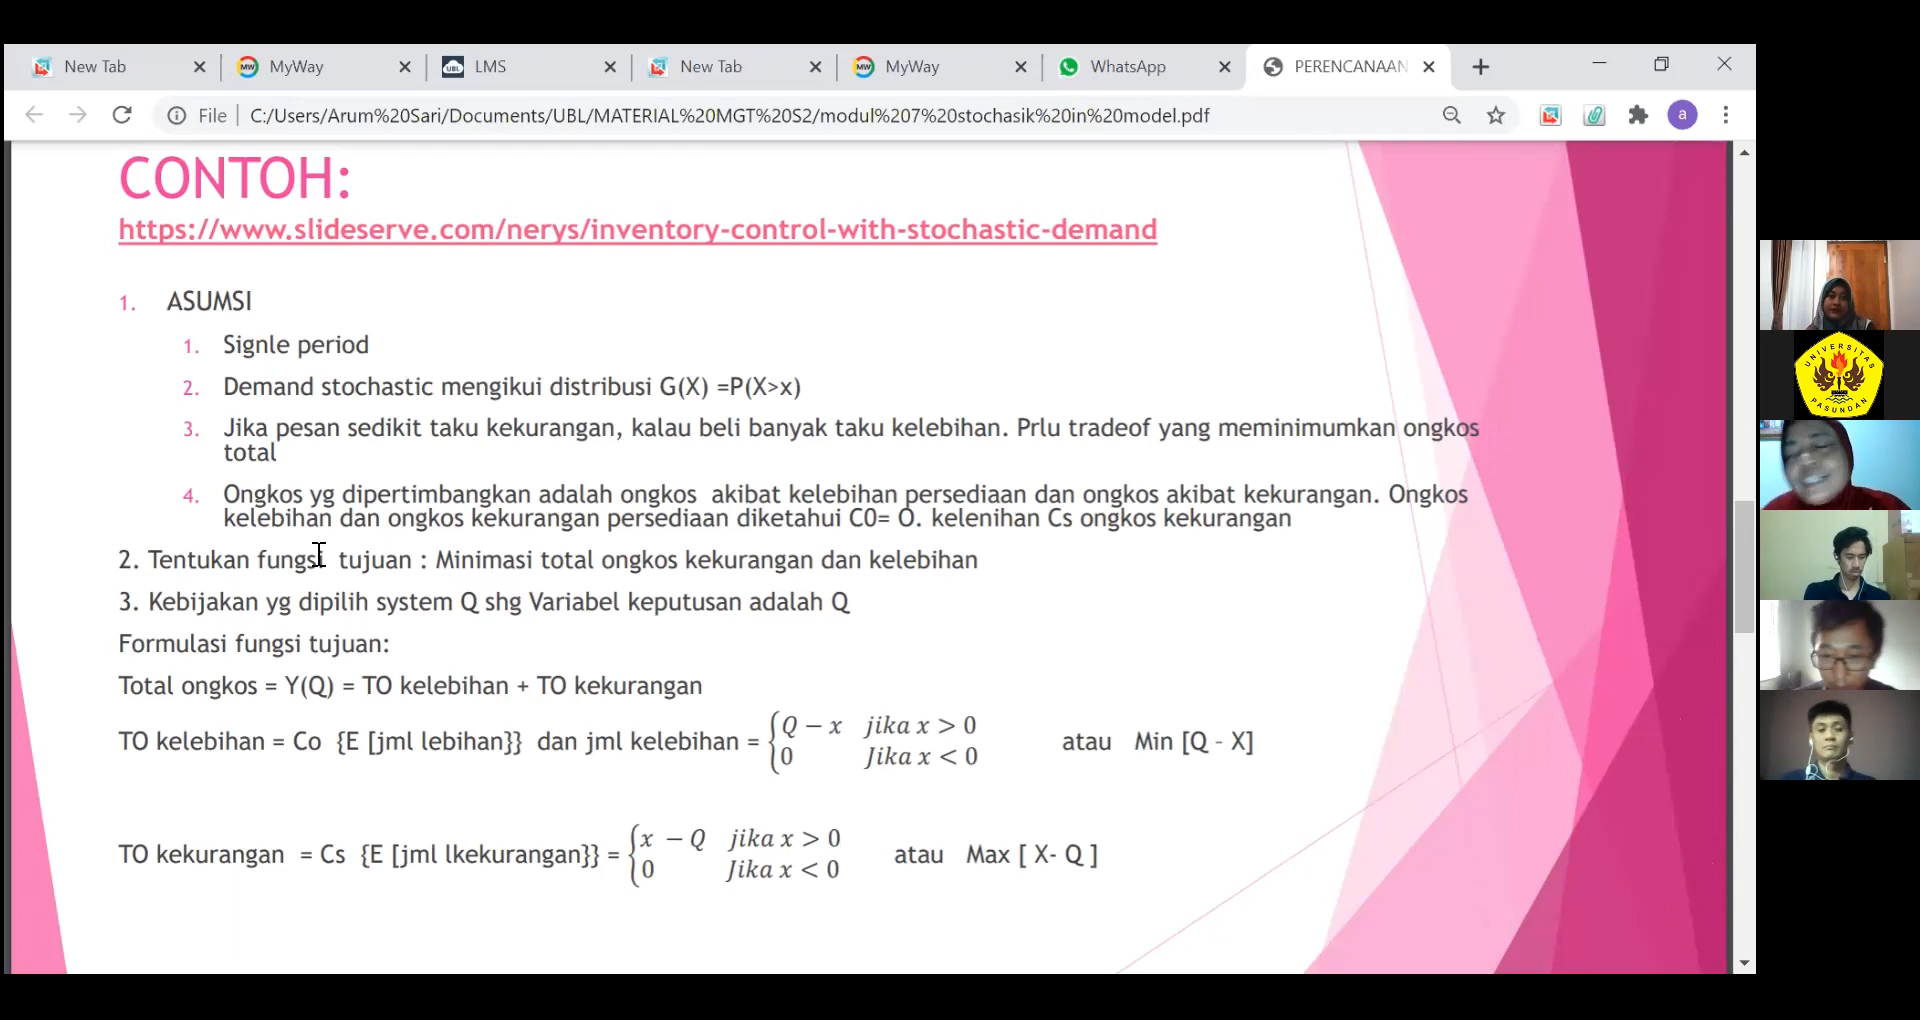 New Tab
MyWay
UBL
LMS
New Tab
MyWay
WhatsApp
PERENCANAAN
File
C:/Users/Arum%20Sari/Documents/UBL/MATERIAL%20MGT%20S2/modul%207%20stochasik%20in%20model.pdf
a
CONTOH:
https://www.slideserve.com/nerys/inventory-control-with-stochastic-demand
1. ASUMSI
1. Signle period
2. Demand stochastic mengikui distribusi G(X) =P(X>x)
3. Jika pesan sedikit taku kekurangan, kalau beli banyak taku kelebihan. Prlu tradeof yang meminimumkan ongkos
total
4. Ongkos yg dipertimbangkan adalah ongkos akibat kelebihan persediaan dan ongkos akibat kekurangan. Ongkos
kelebihan dan ongkos kekurangan persediaan diketahui C0= O. kelenihan Cs ongkos kekurangan
2. Tentukan fungsi tujuan : Minimasi total ongkos kekurangan dan kelebihan
3. Kebijakan yg dipilih system Q shg Variabel keputusan adalah Q
Formulasi fungsi tujuan:
Total ongkos = Y(Q) = TO kelebihan + TO kekurangan
TO kelebihan = Co {E [jml lebihan}} dan jml kelebihan = { Q − x jika x > 0
0 Jika x < 0 atau Min [Q - X]
TO kekurangan = Cs {E [jml lkekurangan}} = { x − Q jika x > 0
0 Jika x < 0 atau Max [ X- Q ]
UNIVERSITAS
PASUNDAN